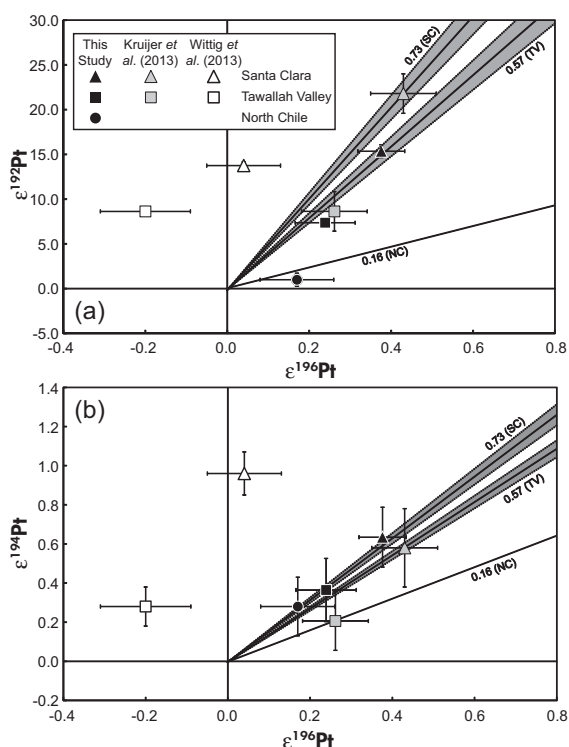 (a)
This Study
Kruijer et al. (2013)
Wittig et al. (2013)
Santa Clara
Tawallah Valley
North Chile
0.73 (SC)
0.57 (TV)
0.16 (NC)
30.0
25.0
20.0
15.0
10.0
5.0
0.0
-5.0
ε¹⁹²Pt
-0.4 -0.2 0.0 0.2 0.4 0.6 0.8
ε¹⁹⁶Pt
(b)
0.73 (SC)
0.57 (TV)
0.16 (NC)
1.4
1.2
1.0
0.8
0.6
0.4
0.2
0.0
-0.2
ε¹⁹⁴Pt
-0.4 -0.2 0.0 0.2 0.4 0.6 0.8
ε¹⁹⁶Pt